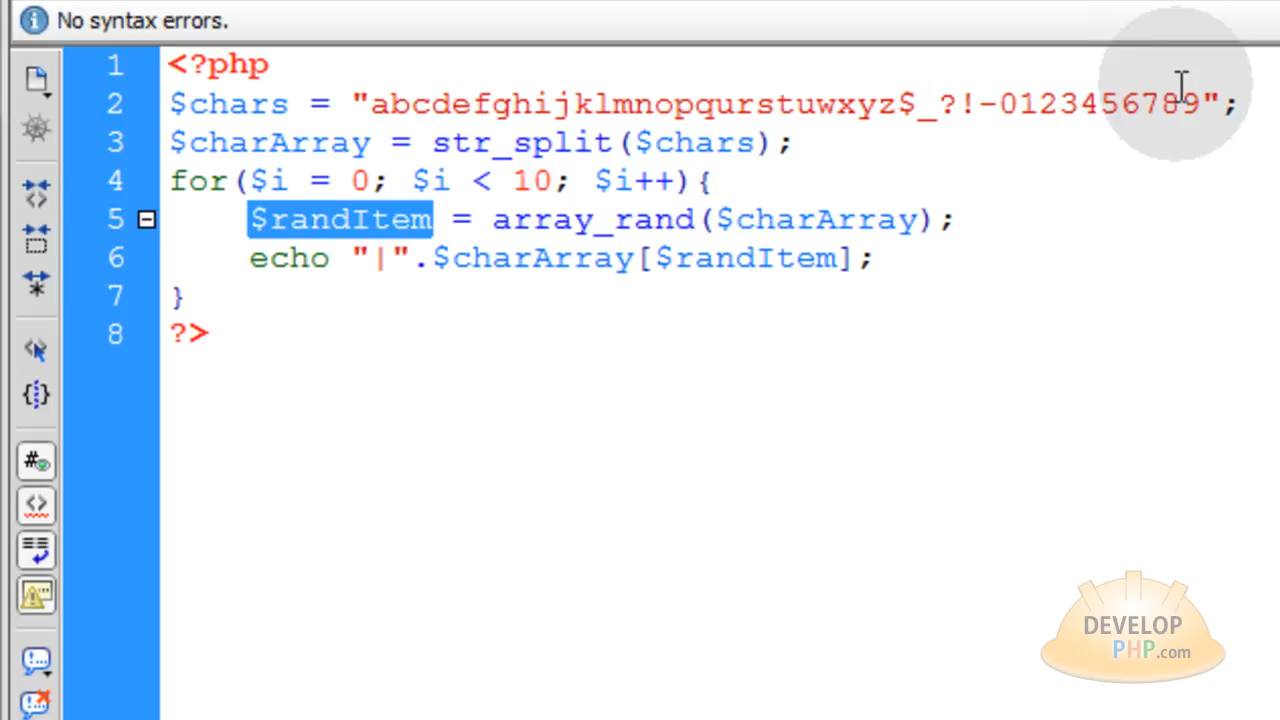 No syntax errors.
1 <?php
2 $chars = "abcdefghijklmnopqurstuwxyz$_?!-0123456789";
3 $charArray = str_split($chars);
4 for($i = 0; $i < 10; $i++){
5 $randItem = array_rand($charArray);
6 echo "|".$charArray[$randItem];
7 }
8 ?>
DEVELOP
PHP.com